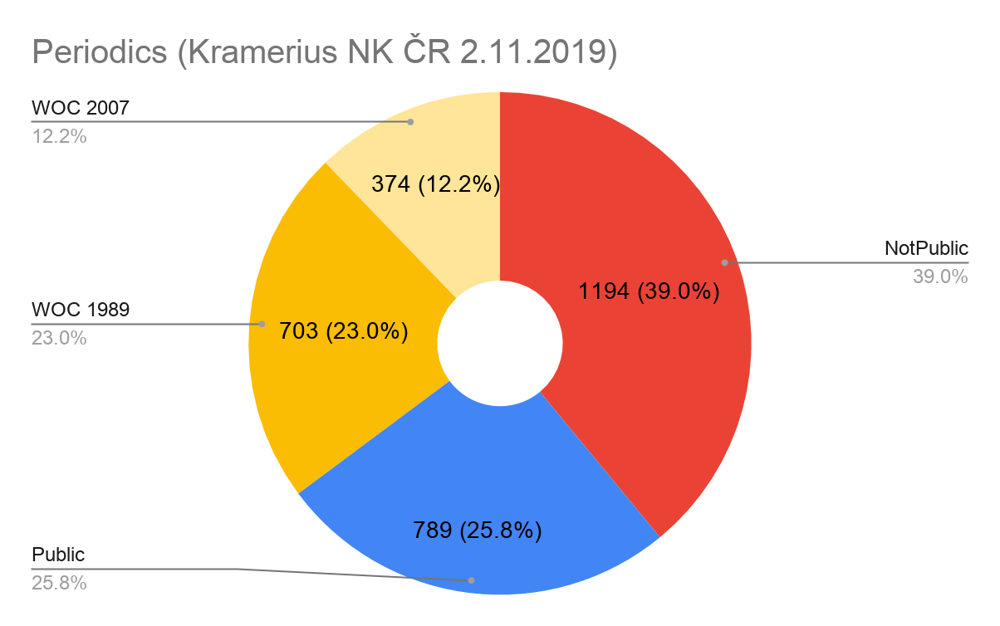 Periodics (Kramerius NK ČR 2.11.2019)
WOC 2007
12.2%
374 (12.2%)
NotPublic
39.0%
1194 (39.0%)
WOC 1989
23.0%
703 (23.0%)
789 (25.8%)
Public
25.8%